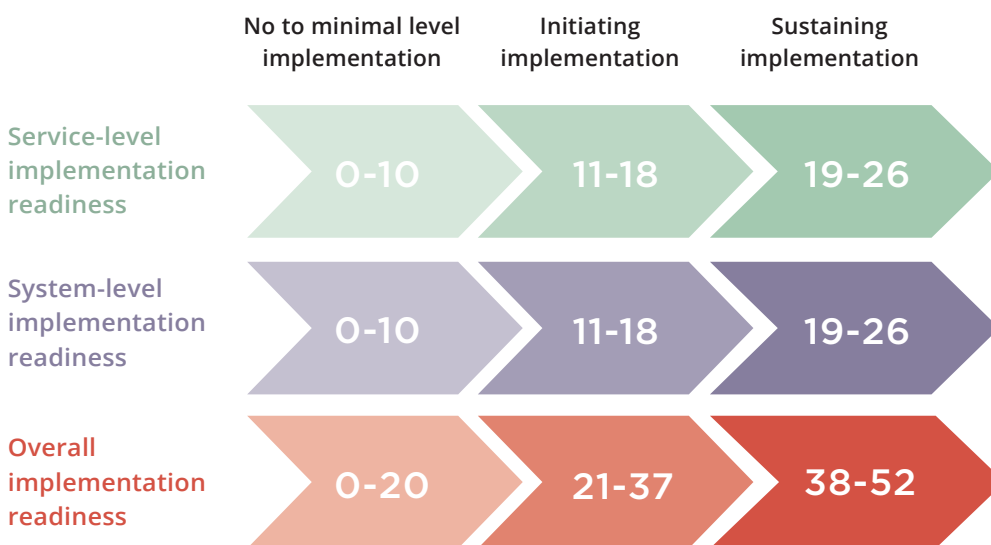 No to minimal level
implementation
Initiating
implementation
Sustaining
implementation
Service-level
implementation
readiness
0-10
11-18
19-26
System-level
implementation
readiness
0-10
11-18
19-26
Overall
implementation
readiness
0-20
21-37
38-52